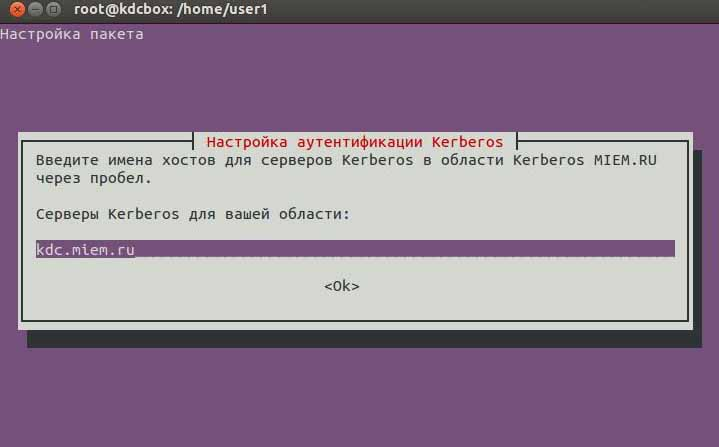 root@kdcbox: /home/user1
Настройка пакета
Настройка аутентификации Kerberos
Введите имена хостов для серверов Kerberos в области Kerberos MIEM.RU
через пробел.
Серверы Kerberos для вашей области:
kdc.miem.ru
<Ok>